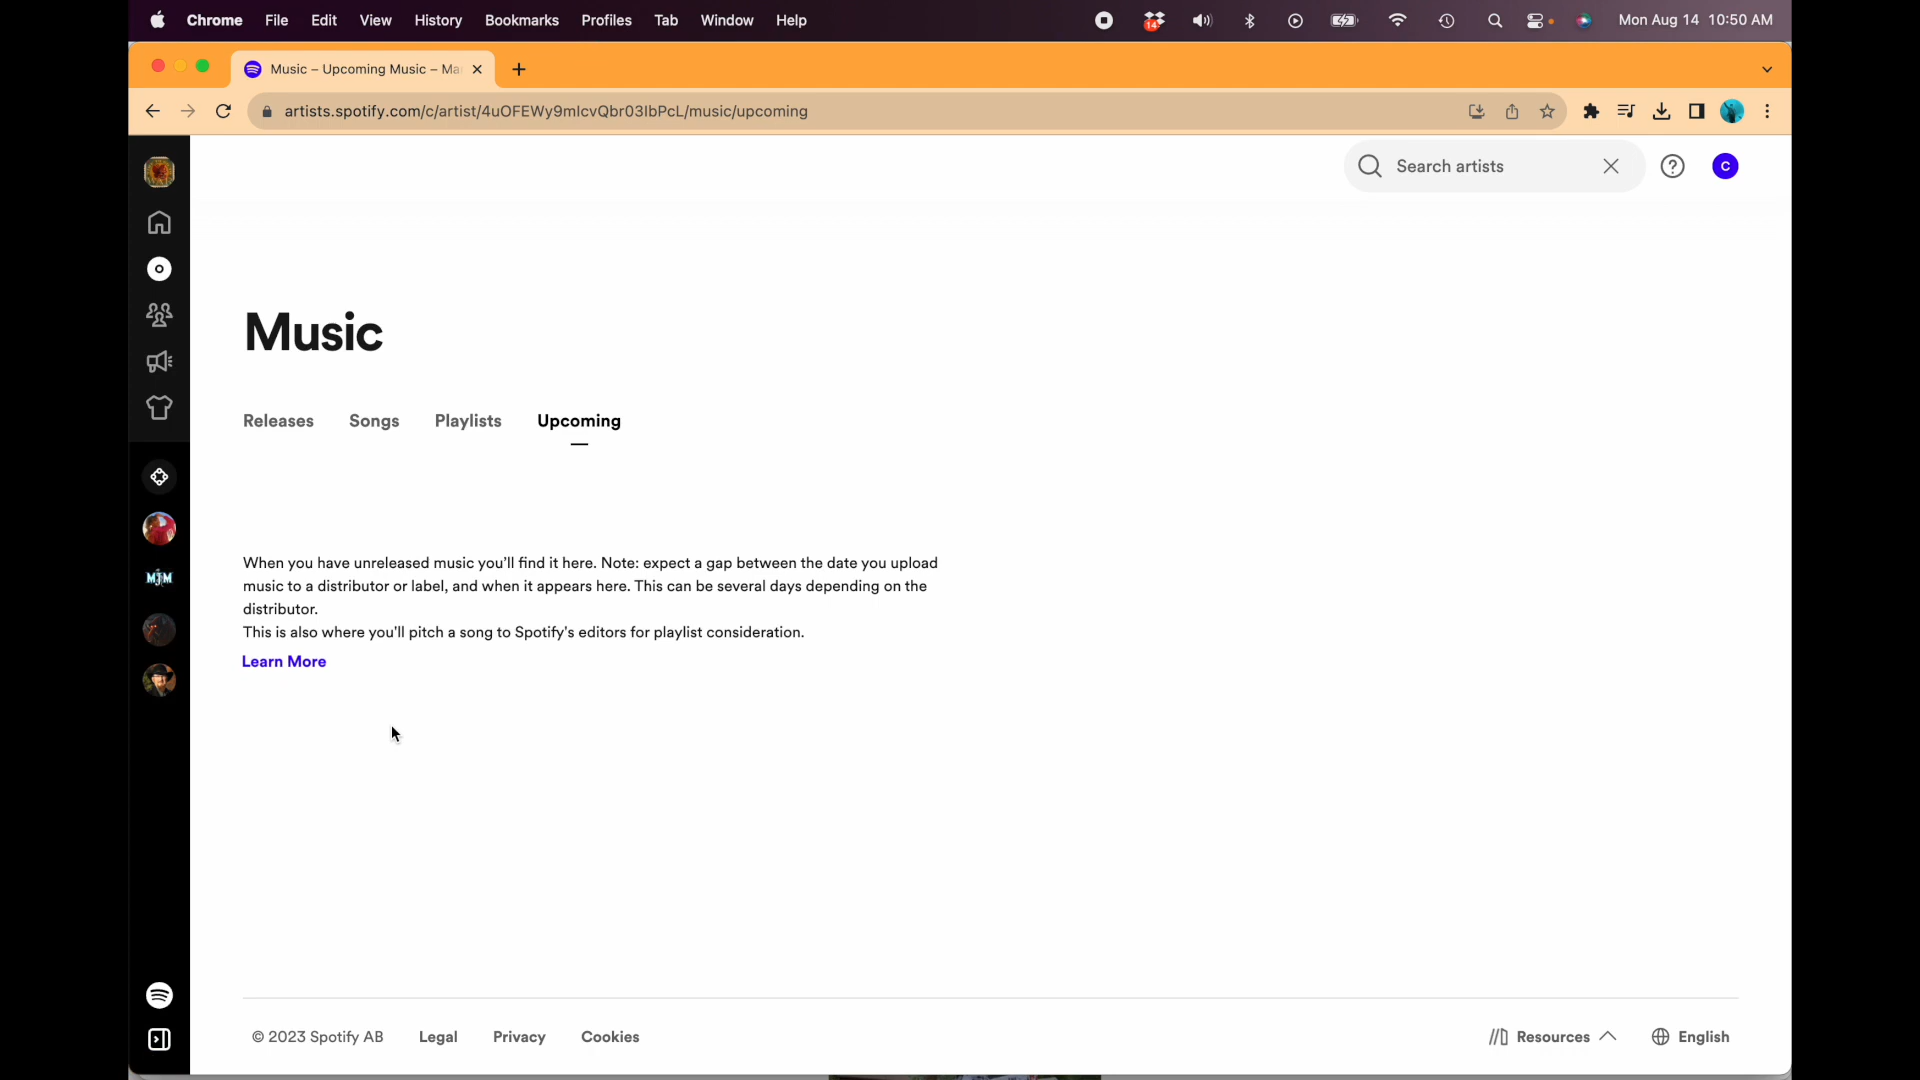 Chrome File Edit View History Bookmarks Profiles Tab Window Help 14 Mon Aug 14 10:50 AM
Music – Upcoming Music – Ma
artists.spotify.com/c/artist/4uOFEWy9mIcvQbr03IbPcL/music/upcoming
Search artists C
Music
Releases Songs Playlists Upcoming
When you have unreleased music you'll find it here. Note: expect a gap between the date you upload
music to a distributor or label, and when it appears here. This can be several days depending on the
distributor.
This is also where you'll pitch a song to Spotify's editors for playlist consideration.
Learn More
MJM
© 2023 Spotify AB Legal Privacy Cookies Resources English